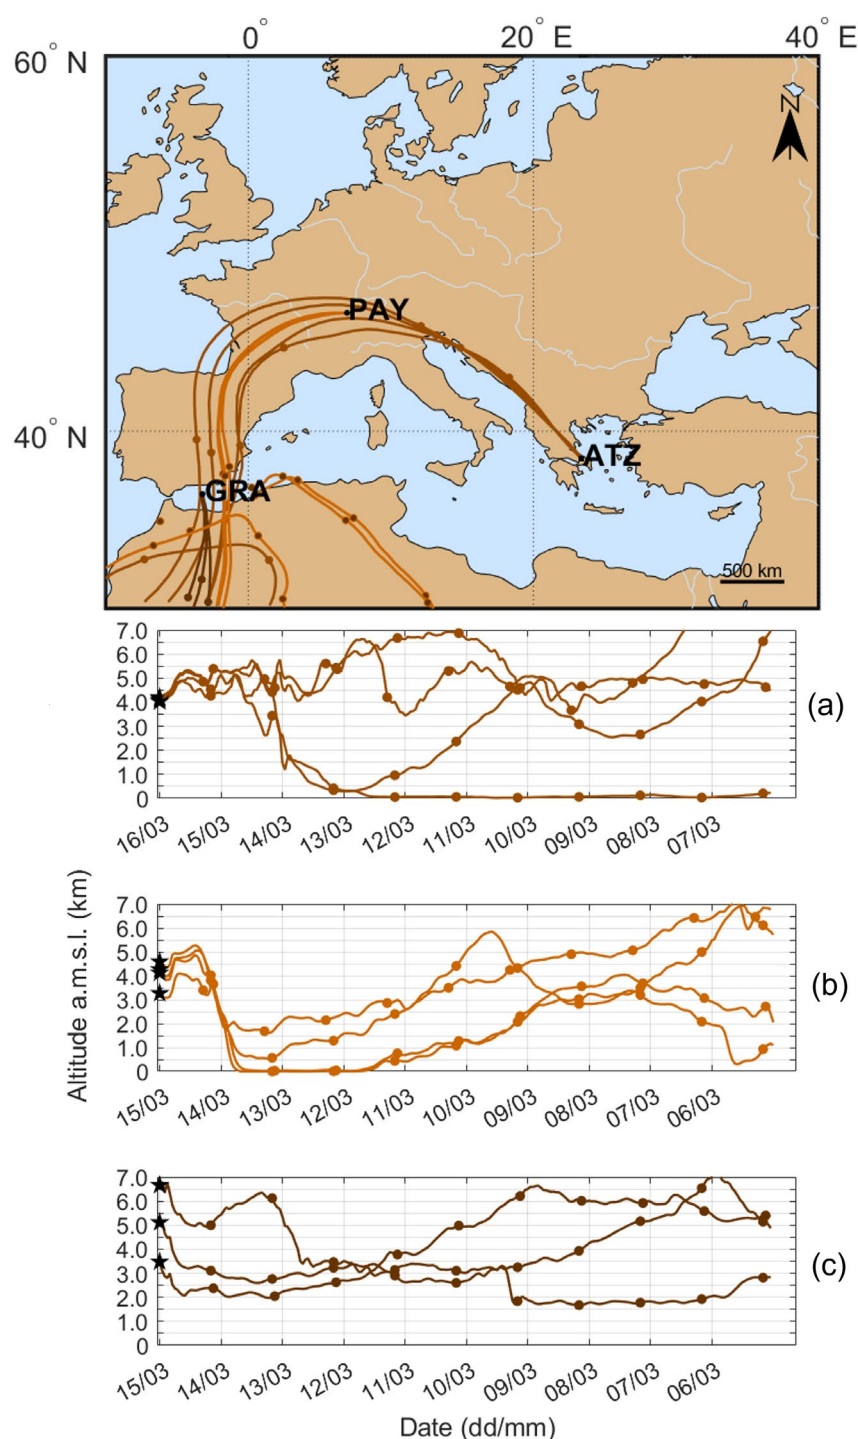 0° 20° E 40° E
60° N
N
PAY
40° N
ATZ
GRA
500 km
7.0
6.0
5.0
4.0
3.0
2.0
1.0
0
(a)
16/03 15/03 14/03 13/03 12/03 11/03 10/03 09/03 08/03 07/03
Altitude a.m.s.l. (km)
7.0
6.0
5.0
4.0
3.0
2.0
1.0
0
(b)
15/03 14/03 13/03 12/03 11/03 10/03 09/03 08/03 07/03 06/03
7.0
6.0
5.0
4.0
3.0
2.0
1.0
0
(c)
15/03 14/03 13/03 12/03 11/03 10/03 09/03 08/03 07/03 06/03
Date (dd/mm)